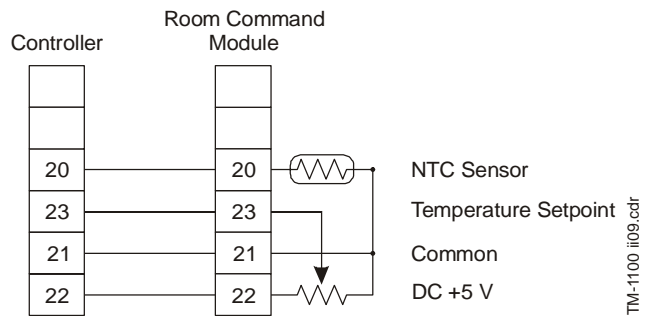 Room Command
Controller Module
20 20 NTC Sensor
23 23 Temperature Setpoint
21 21 Common
22 22 DC +5 V
TM-1100 ii09.cdr